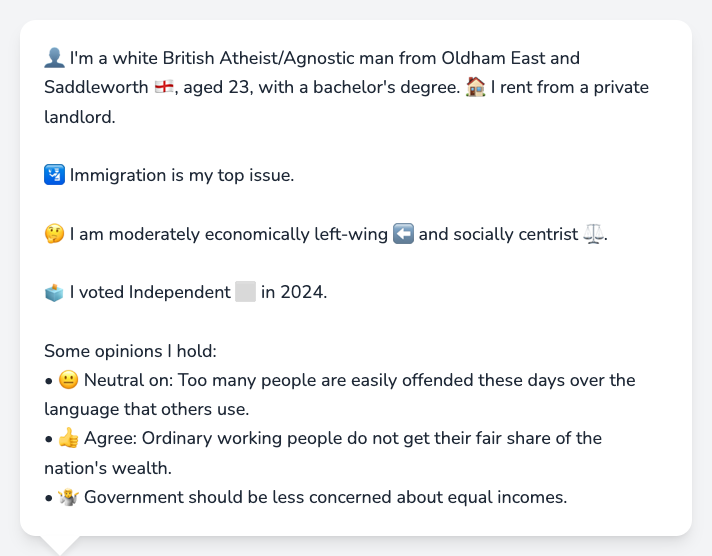 👤 I'm a white British Atheist/Agnostic man from Oldham East and
Saddleworth 🏴󠁧󠁢󠁥󠁮󠁧󠁿, aged 23, with a bachelor's degree. 🏠 I rent from a private
landlord.
🛂 Immigration is my top issue.
🤔 I am moderately economically left-wing ⬅️ and socially centrist ⚖️.
🗳️ I voted Independent ⬜ in 2024.
Some opinions I hold:
• 😐 Neutral on: Too many people are easily offended these days over the
language that others use.
• 👍 Agree: Ordinary working people do not get their fair share of the
nation's wealth.
• 🤷 Government should be less concerned about equal incomes.